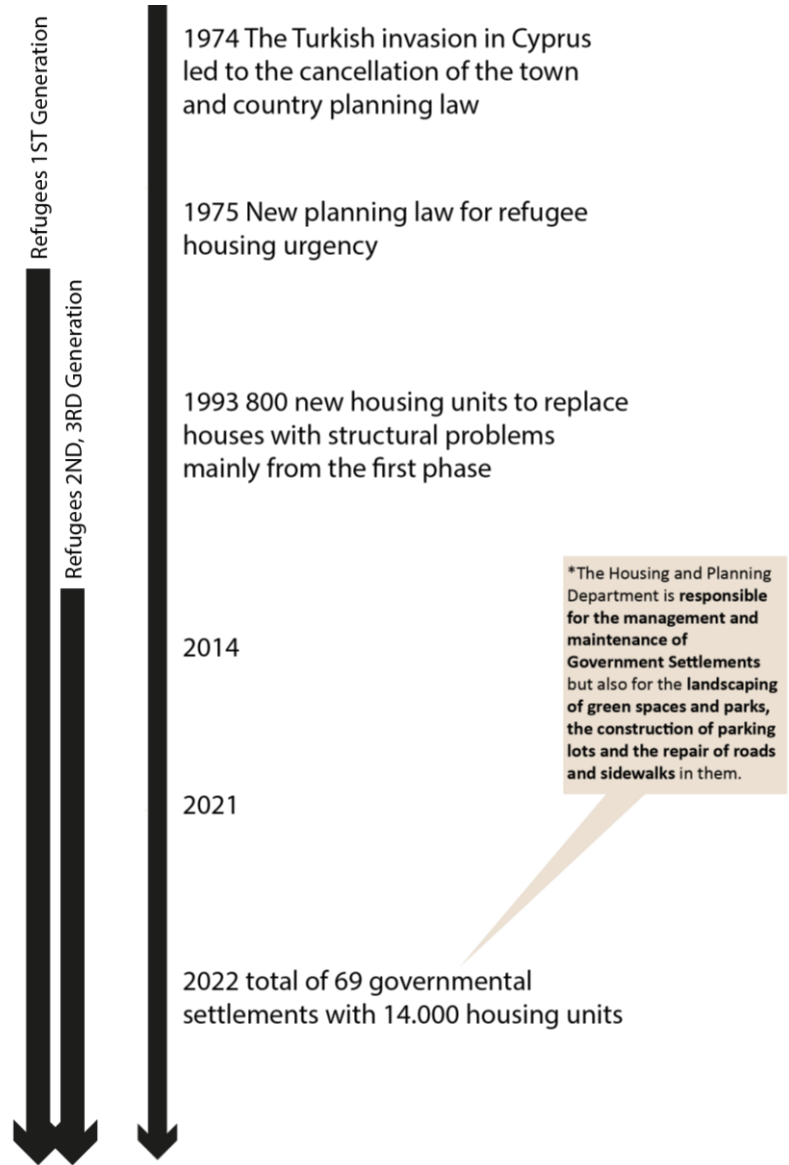 Refugees 1ST Generation
Refugees 2ND, 3RD Generation
1974 The Turkish invasion in Cyprus
led to the cancellation of the town
and country planning law
1975 New planning law for refugee
housing urgency
1993 800 new housing units to replace
houses with structural problems
mainly from the first phase
2014
2021
*The Housing and Planning
Department is responsible
for the management and
maintenance of
Government Settlements
but also for the landscaping
of green spaces and parks,
the construction of parking
lots and the repair of roads
and sidewalks in them.
2022 total of 69 governmental
settlements with 14.000 housing units